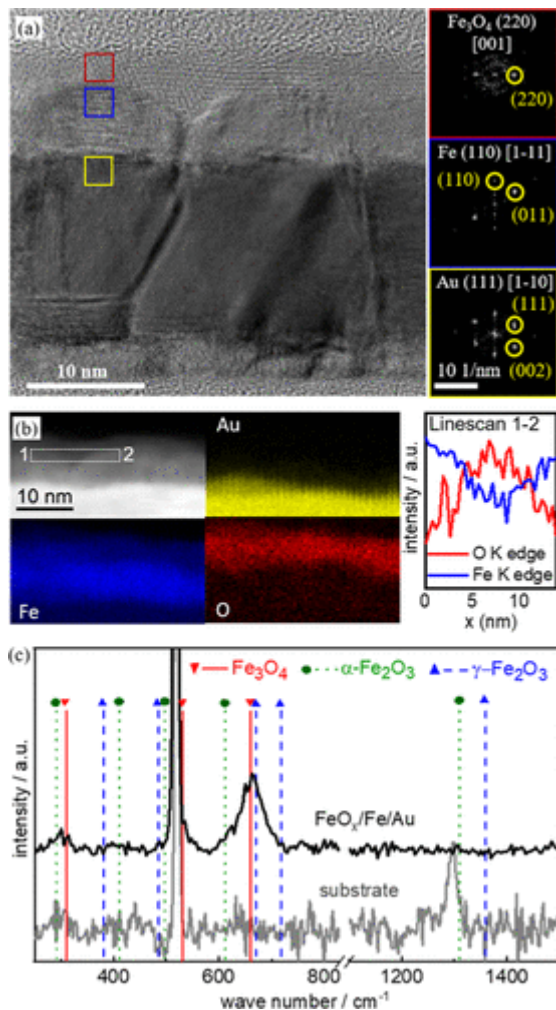 (a)
Fe₃O₄ (220)
[001]
(220)
Fe (110) [1-11]
(110)
(011)
Au (111) [1-10]
(111)
10 1/nm
(002)
10 nm
(b)
Au
1
2
10 nm
Fe
O
Linescan 1-2
intensity / a.u.
O K edge
Fe K edge
0 5 10
x (nm)
(c)
Fe₃O₄ α-Fe₂O₃ γ-Fe₂O₃
intensity / a.u.
FeOₓ/Fe/Au
substrate
400 600 800 1200 1400
wave number / cm⁻¹